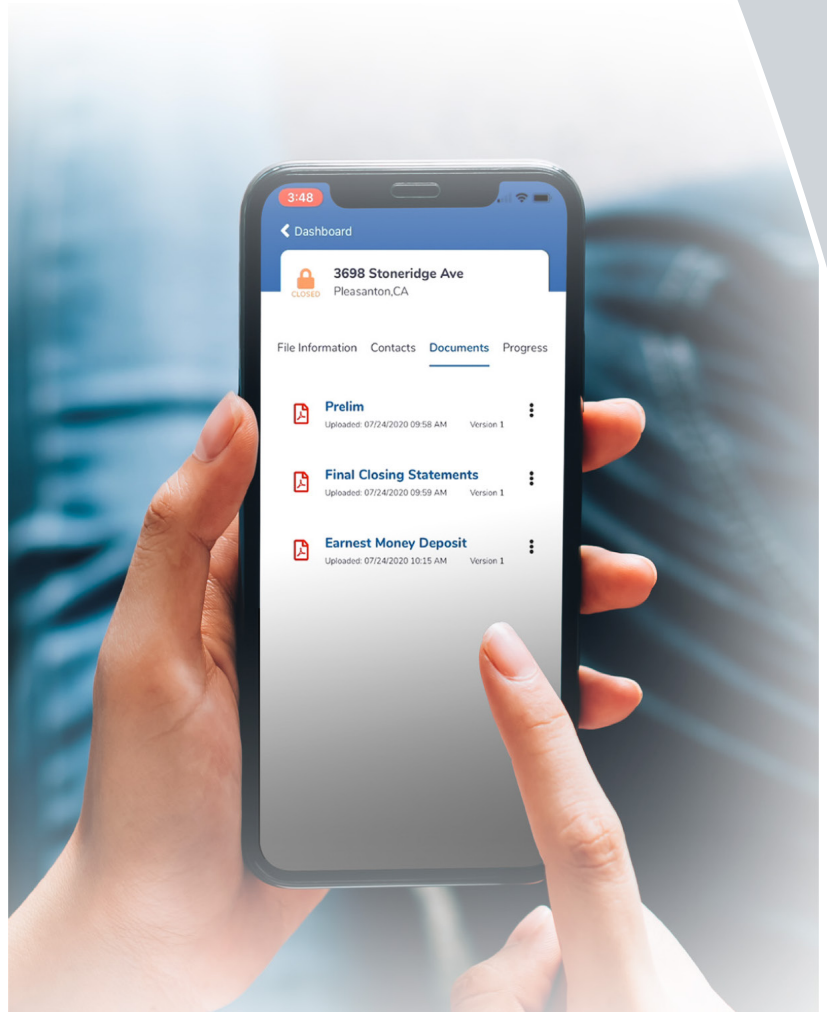 3:48
Dashboard
3698 Stoneridge Ave
CLOSED
Pleasanton,CA
File Information Contacts Documents Progress
Prelim
Uploaded: 07/24/2020 09:58 AM Version 1
Final Closing Statements
Uploaded: 07/24/2020 09:59 AM Version 1
Earnest Money Deposit
Uploaded: 07/24/2020 10:15 AM Version 1